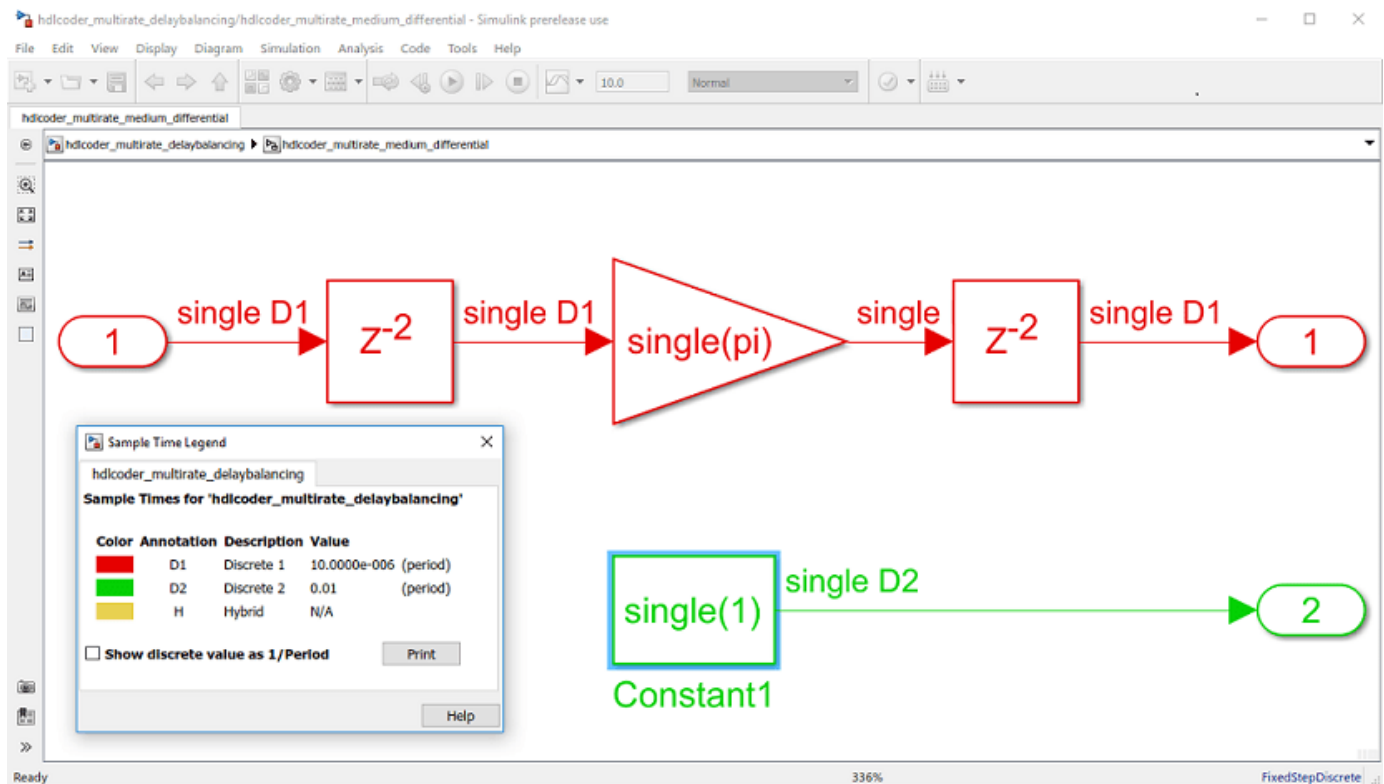 hdlcoder_multirate_delaybalancing/hdlcoder_multirate_medium_differential - Simulink prerelease use
File Edit View Display Diagram Simulation Analysis Code Tools Help
10.0 Normal
hdlcoder_multirate_medium_differential
hdlcoder_multirate_delaybalancing hdlcoder_multirate_medium_differential
single D1 single D1 single single D1
1 Z-2 single(pi) Z-2 1
Sample Time Legend
hdlcoder_multirate_delaybalancing
Sample Times for 'hdlcoder_multirate_delaybalancing'
Color Annotation Description Value
D1 Discrete 1 10.0000e-006 (period)
D2 Discrete 2 0.01 (period)
H Hybrid N/A
Show discrete value as 1/Period Print
Help
single D2
single(1) 2
Constant1
Ready 336% FixedStepDiscrete